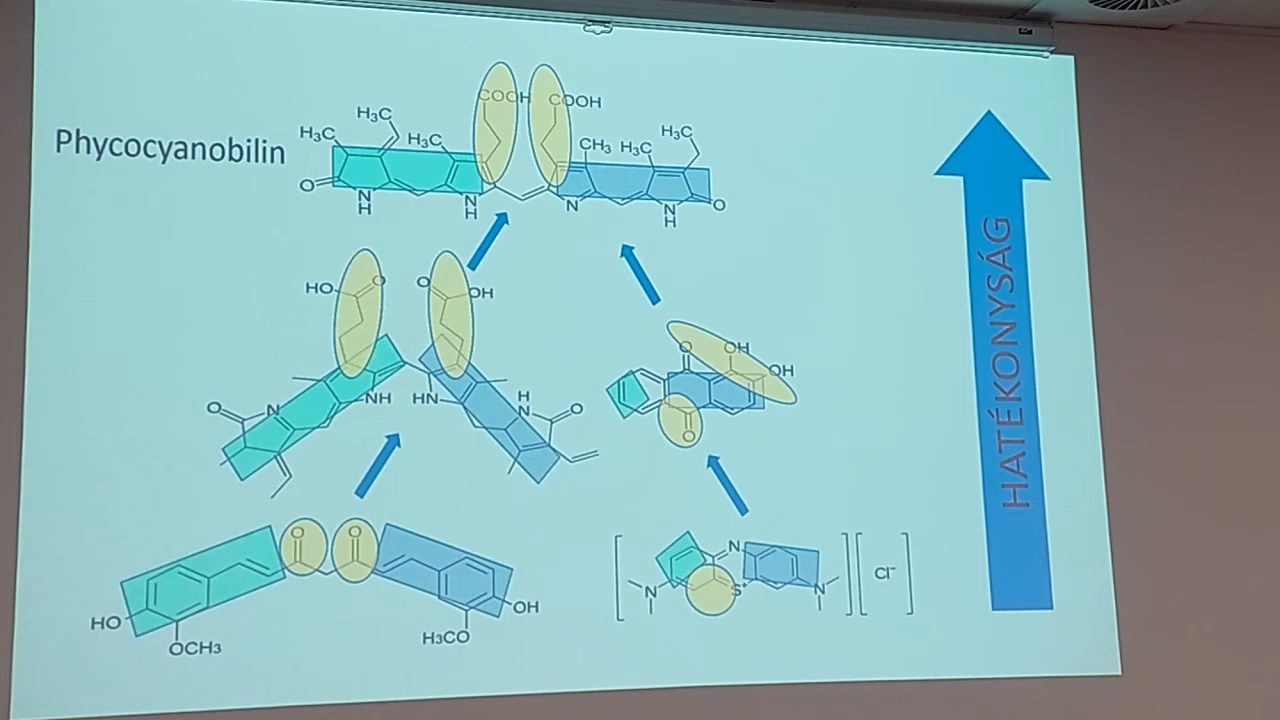 COOH COOH
H₃C
H₃C H₃C CH₃ H₃C H₃C
Phycocyanobilin
O N H N H N N H O
HO O O OH
O N NH HN H N O
O OH OH
O
HATÉKONYSÁG
O O
HO OCH₃ H₃CO OH
N N S⁺ N Cl⁻